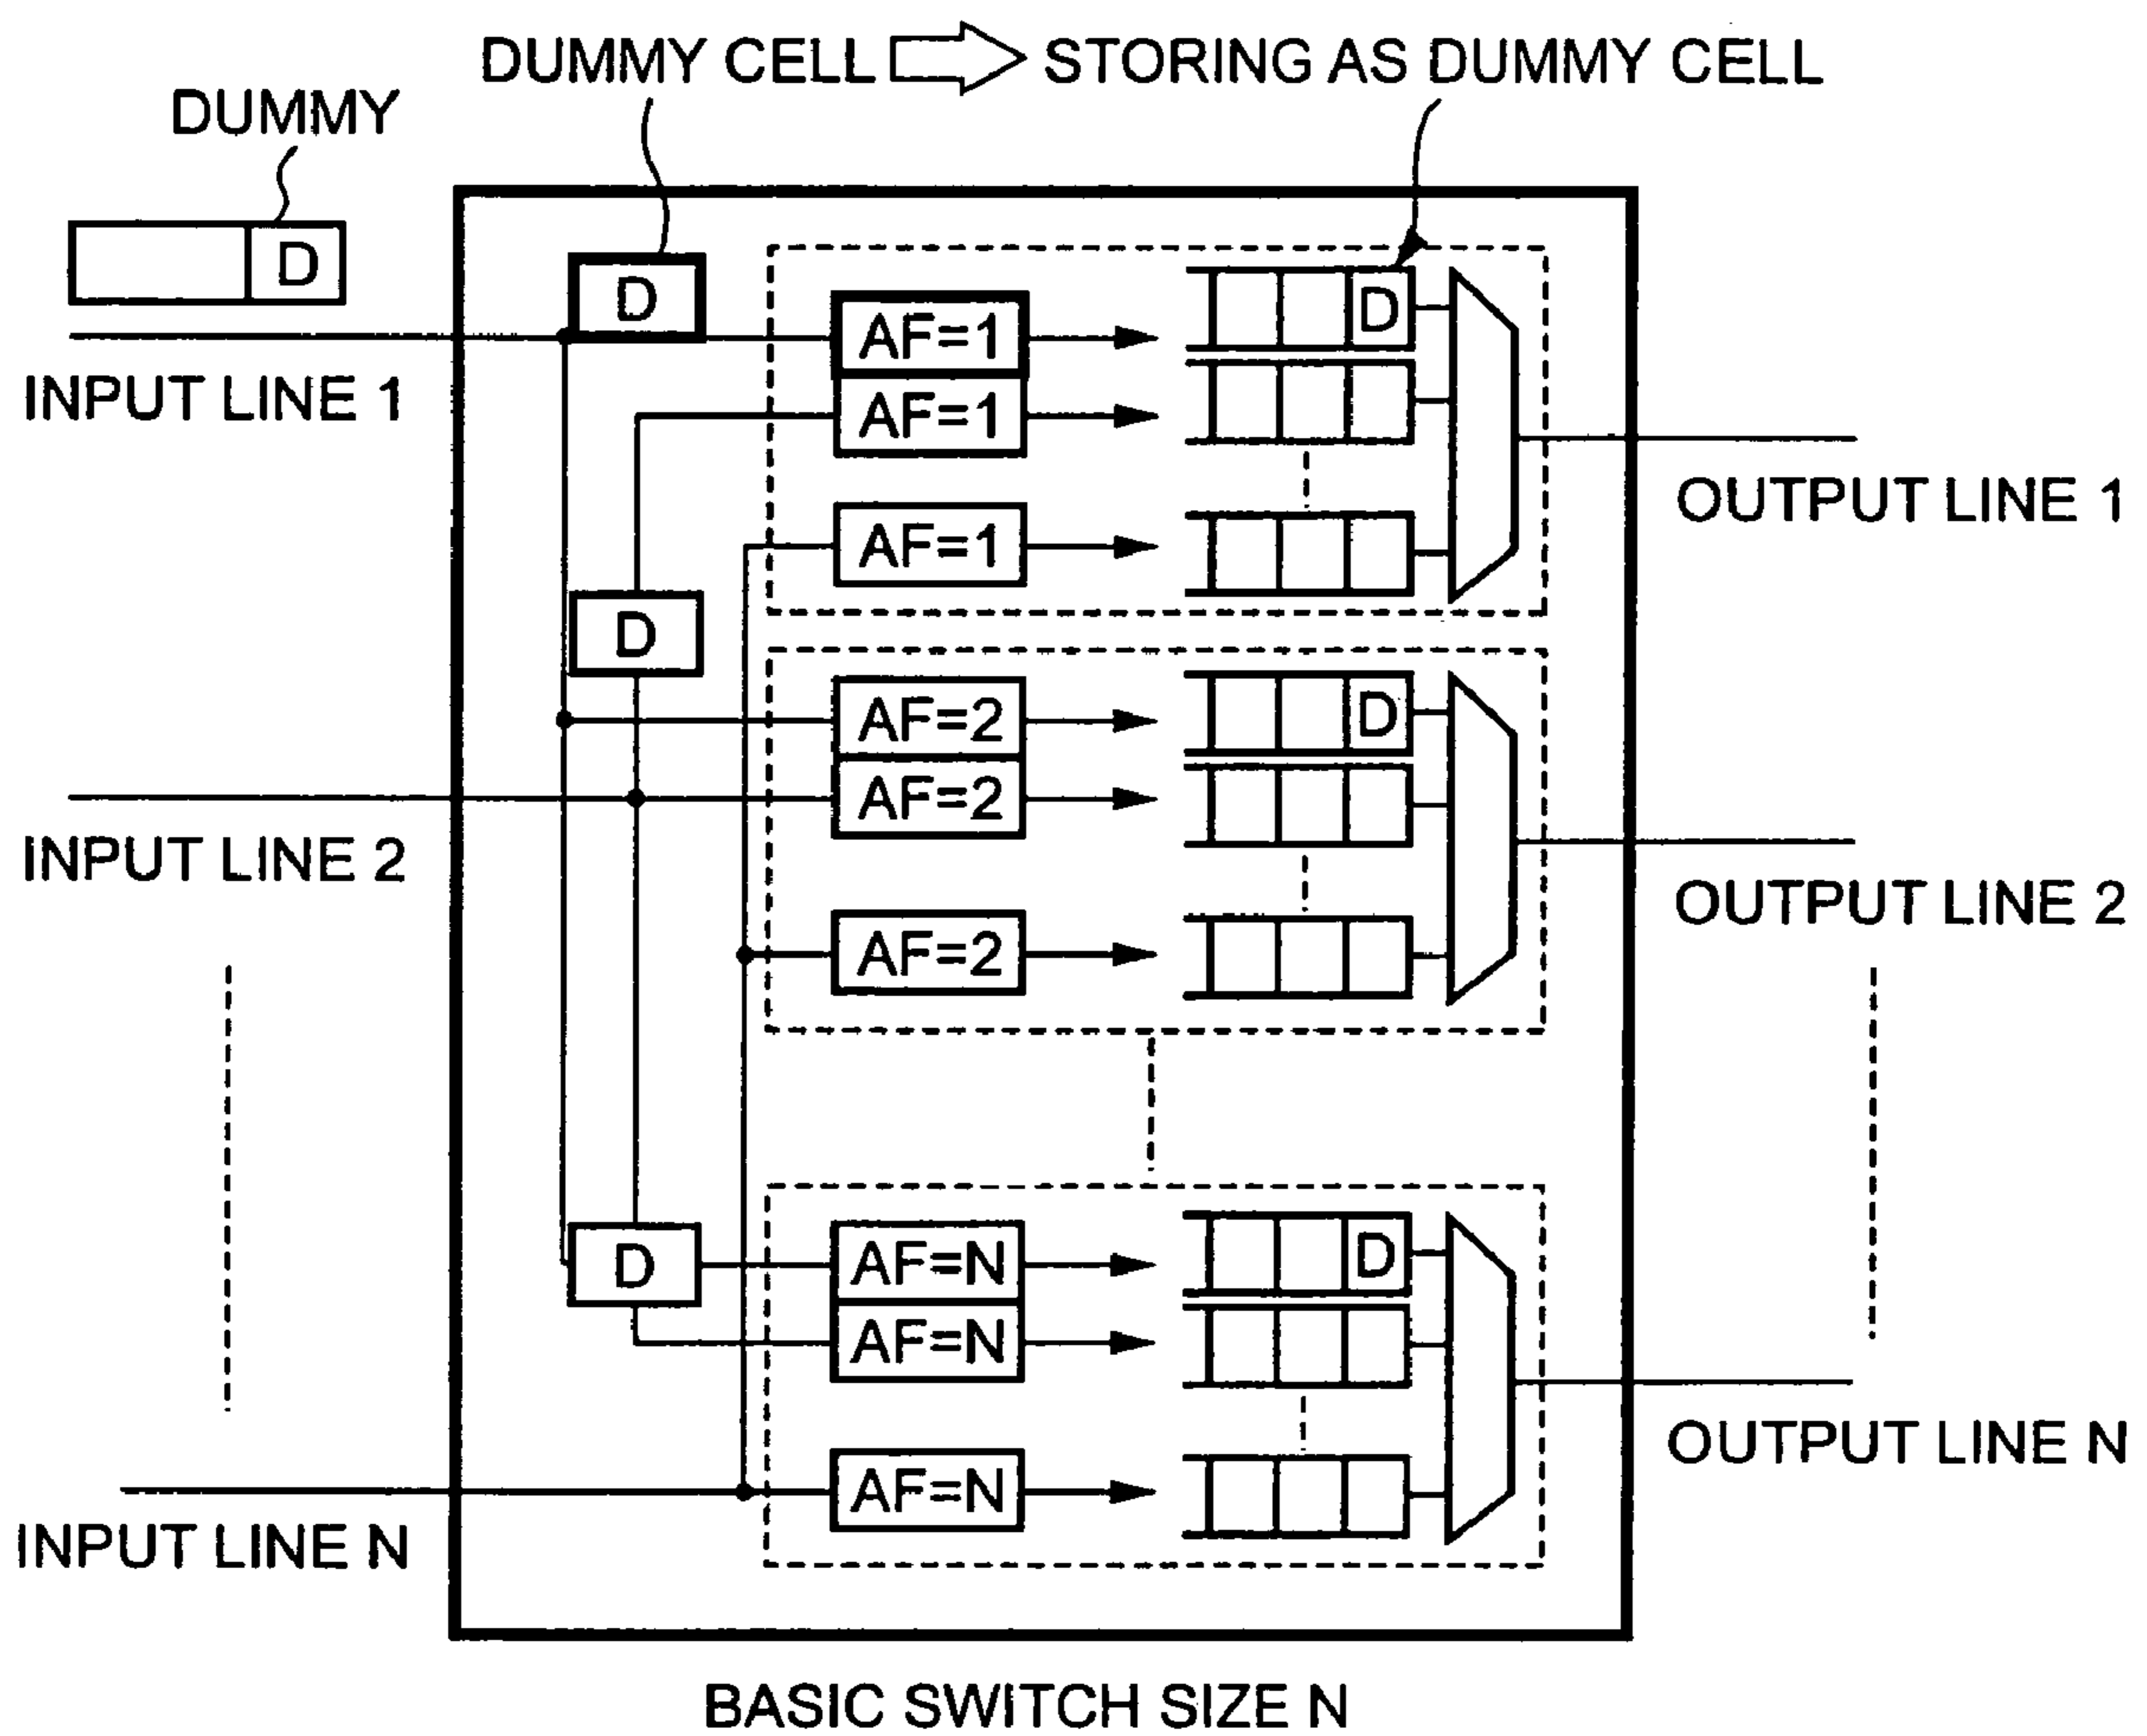 DUMMY CELL STORING AS DUMMY CELL
DUMMY
D
D
D
AF=1
INPUT LINE 1
AF=1
OUTPUT LINE 1
AF=1
D
AF=2
D
AF=2
INPUT LINE 2
OUTPUT LINE 2
AF=2
D
AF=N
D
AF=N
OUTPUT LINE N
AF=N
INPUT LINE N
BASIC SWITCH SIZE N